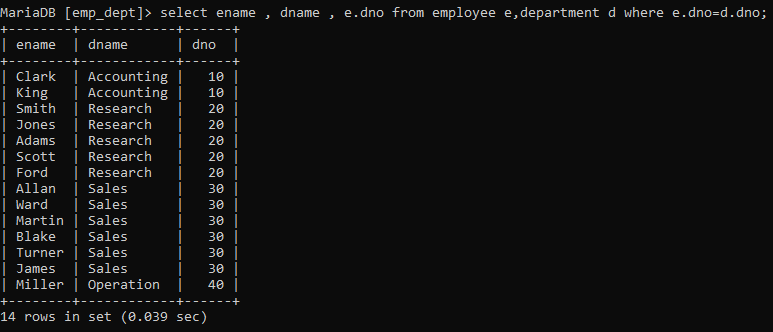 MariaDB [emp_dept]> select ename , dname , e.dno from employee e,department d where e.dno=d.dno;
+--------+------------+------+
| ename  | dname      | dno  |
+--------+------------+------+
| Clark  | Accounting |   10 |
| King   | Accounting |   10 |
| Smith  | Research   |   20 |
| Jones  | Research   |   20 |
| Adams  | Research   |   20 |
| Scott  | Research   |   20 |
| Ford   | Research   |   20 |
| Allan  | Sales      |   30 |
| Ward   | Sales      |   30 |
| Martin | Sales      |   30 |
| Blake  | Sales      |   30 |
| Turner | Sales      |   30 |
| James  | Sales      |   30 |
| Miller | Operation  |   40 |
+--------+------------+------+
14 rows in set (0.039 sec)